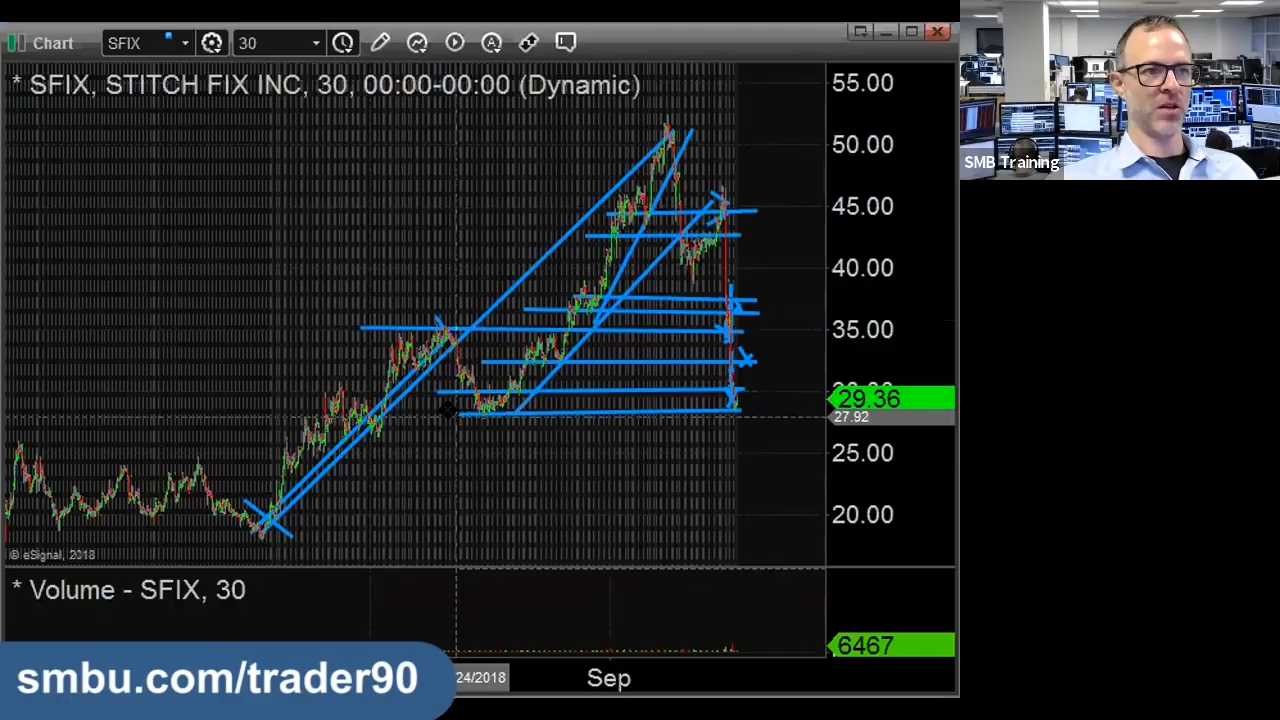 Chart
SFIX
30
* SFIX, STITCH FIX INC, 30, 00:00-00:00 (Dynamic)
SMB Training
55.00
50.00
45.00
40.00
35.00
29.36
27.92
25.00
20.00
© eSignal, 2018
* Volume - SFIX, 30
6467
smbu.com/trader90
24/2018
Sep